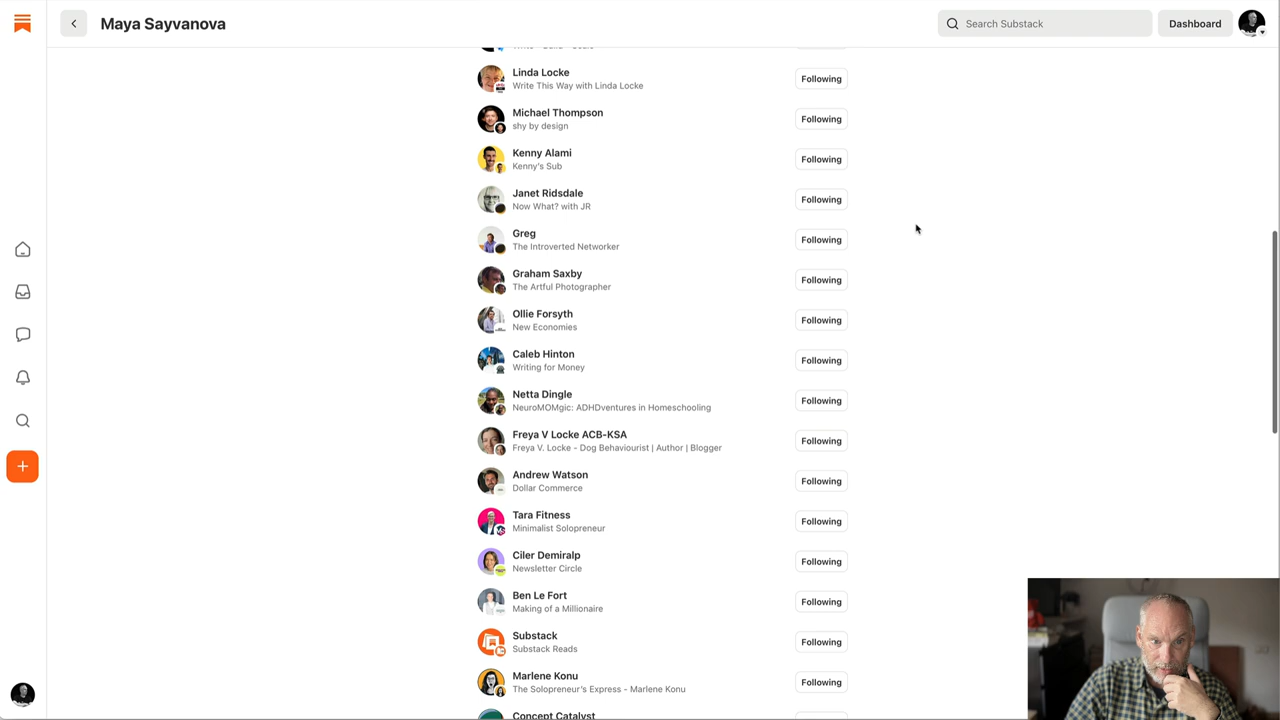 Maya Sayvanova
Search Substack
Dashboard
Linda Locke
Write This Way with Linda Locke
Following
Michael Thompson
shy by design
Following
Kenny Alami
Kenny's Sub
Following
Janet Ridsdale
Now What? with JR
Following
Greg
The Introverted Networker
Following
Graham Saxby
The Artful Photographer
Following
Ollie Forsyth
New Economies
Following
Caleb Hinton
Writing for Money
Following
Netta Dingle
NeuroMOMgic: ADHDventures in Homeschooling
Following
Freya V Locke ACB-KSA
Freya V. Locke - Dog Behaviourist | Author | Blogger
Following
Andrew Watson
Dollar Commerce
Following
Tara Fitness
Minimalist Solopreneur
Following
Ciler Demiralp
Newsletter Circle
Following
Ben Le Fort
Making of a Millionaire
Following
Substack
Substack Reads
Following
Marlene Konu
The Solopreneur's Express - Marlene Konu
Following
Concept Catalyst